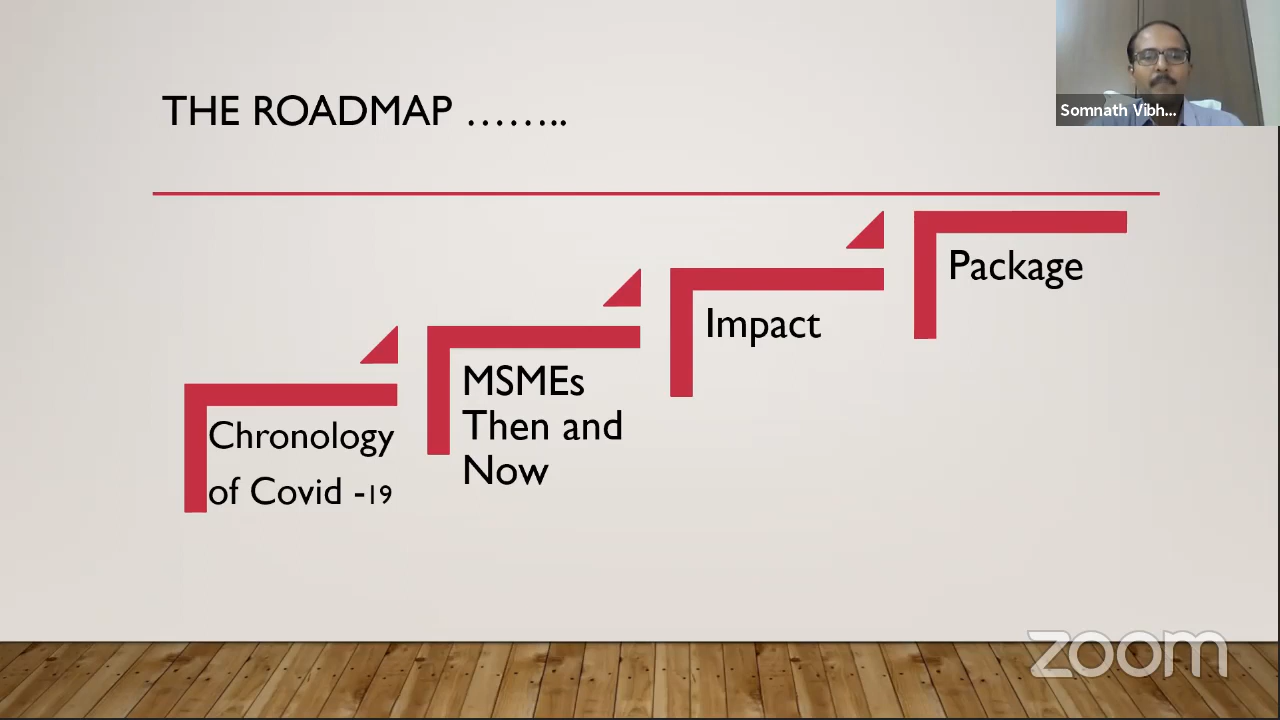 THE ROADMAP ……..
Somnath Vibh...
Chronology
of Covid -19
MSMEs
Then and
Now
Impact
Package
zoom